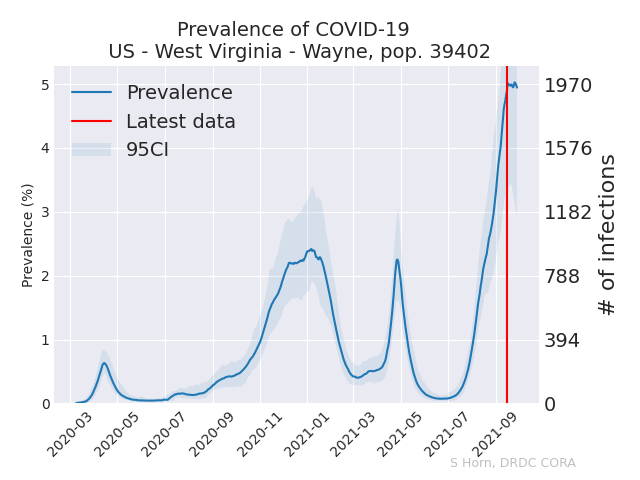 Prevalence of COVID-19
US - West Virginia - Wayne, pop. 39402
Prevalence
Latest data
95CI
Prevalence (%)
5
4
3
2
1
0
1970
1576
1182
788
394
0
# of infections
2020-03
2020-05
2020-07
2020-09
2020-11
2021-01
2021-03
2021-05
2021-07
2021-09
S Horn, DRDC CORA